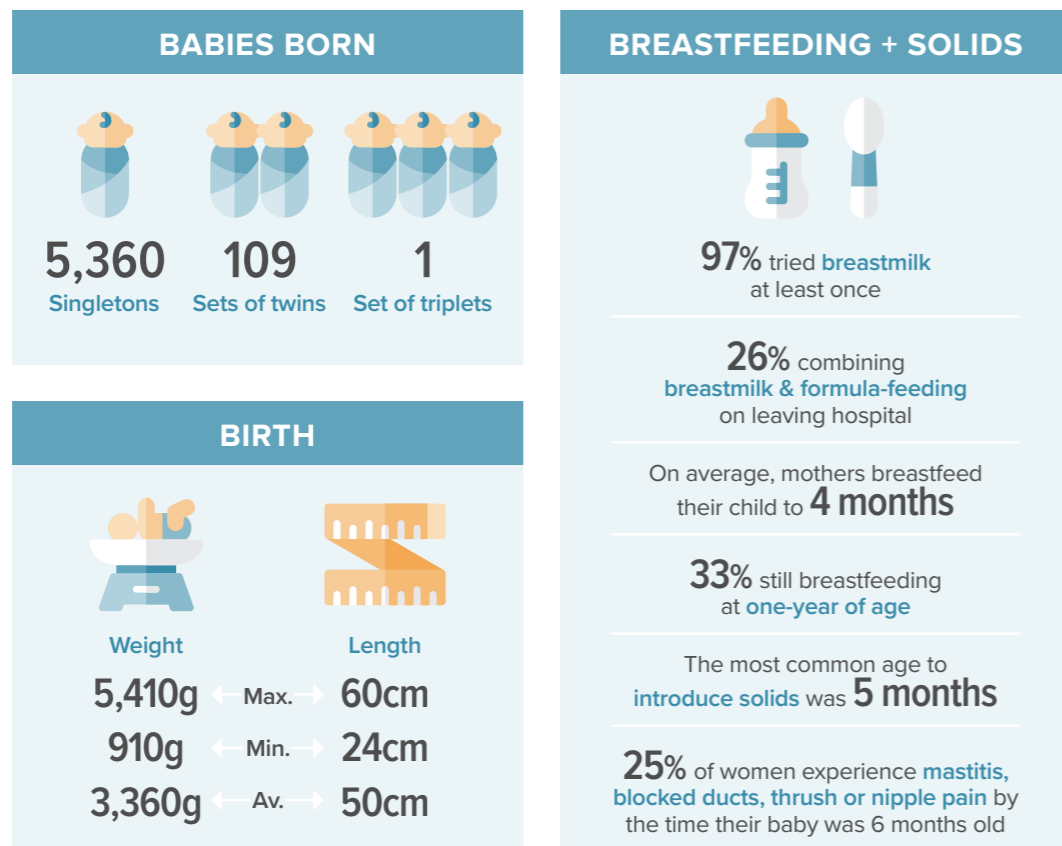 BABIES BORN
5,360
Singletons
109
Sets of twins
1
Set of triplets
BIRTH
Weight
Length
5,410g Max. 60cm
910g Min. 24cm
3,360g Av. 50cm
BREASTFEEDING + SOLIDS
97% tried breastmilk
at least once
26% combining
breastmilk & formula-feeding
on leaving hospital
On average, mothers breastfeed
their child to 4 months
33% still breastfeeding
at one-year of age
The most common age to
introduce solids was 5 months
25% of women experience mastitis,
blocked ducts, thrush or nipple pain by
the time their baby was 6 months old